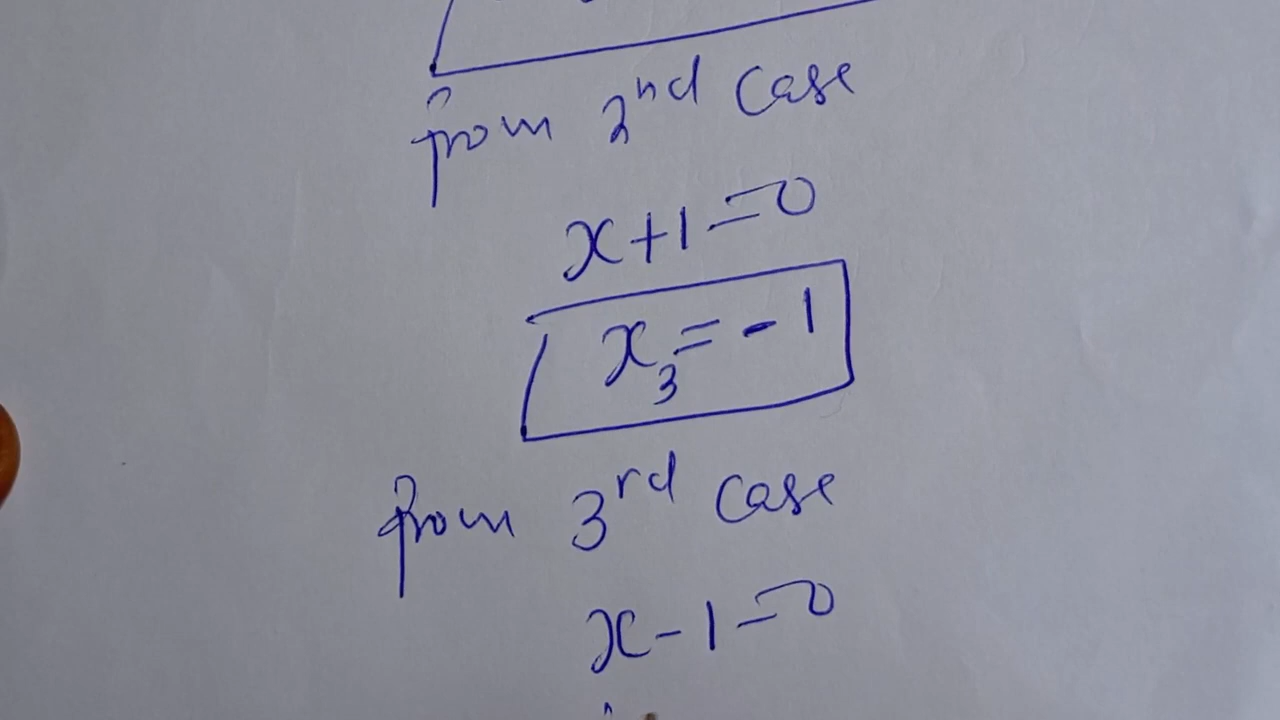 from 2nd case
x+1=0
x3=-1
from 3rd case
x-1=0